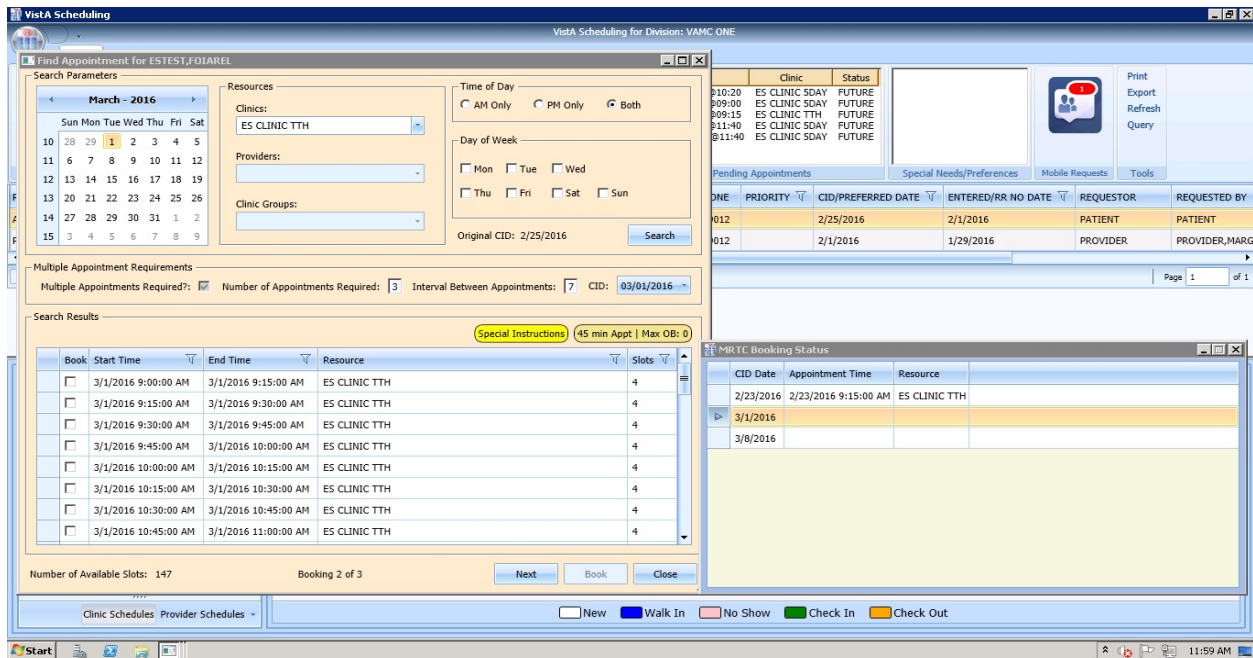 VistA Scheduling
VistA Scheduling for Division: VAMC ONE
Find Appointment for ESTEST,FOIAREL
Search Parameters
March - 2016
Sun Mon Tue Wed Thu Fri Sat
10 28 29 1 2 3 4 5
11 6 7 8 9 10 11 12
12 13 14 15 16 17 18 19
13 20 21 22 23 24 25 26
14 27 28 29 30 31 1 2
15 3 4 5 6 7 8 9
Resources
Clinics:
ES CLINIC TTH
Providers:
Clinic Groups:
Time of Day
AM Only PM Only Both
Day of Week
Mon Tue Wed
Thu Fri Sat Sun
Original CID: 2/25/2016 Search
Multiple Appointment Requirements
Multiple Appointments Required?: Number of Appointments Required: 3 Interval Between Appointments: 7 CID: 03/01/2016
Search Results
Special Instructions 45 min Appt | Max OB: 0
Book Start Time End Time Resource Slots
3/1/2016 9:00:00 AM 3/1/2016 9:15:00 AM ES CLINIC TTH 4
3/1/2016 9:15:00 AM 3/1/2016 9:30:00 AM ES CLINIC TTH 4
3/1/2016 9:30:00 AM 3/1/2016 9:45:00 AM ES CLINIC TTH 4
3/1/2016 9:45:00 AM 3/1/2016 10:00:00 AM ES CLINIC TTH 4
3/1/2016 10:00:00 AM 3/1/2016 10:15:00 AM ES CLINIC TTH 4
3/1/2016 10:15:00 AM 3/1/2016 10:30:00 AM ES CLINIC TTH 4
3/1/2016 10:30:00 AM 3/1/2016 10:45:00 AM ES CLINIC TTH 4
3/1/2016 10:45:00 AM 3/1/2016 11:00:00 AM ES CLINIC TTH 4
Number of Available Slots: 147 Booking 2 of 3 Next Book Close
Clinic Status
@10:20 ES CLINIC 5DAY FUTURE
@09:00 ES CLINIC 5DAY FUTURE
@09:15 ES CLINIC TTH FUTURE
@11:40 ES CLINIC 5DAY FUTURE
@11:40 ES CLINIC 5DAY FUTURE
Pending Appointments
Special Needs/Preferences
1
Mobile Requests
Print
Export
Refresh
Query
Tools
ONE PRIORITY CID/PREFERRED DATE ENTERED/RR NO DATE REQUESTOR REQUESTED BY
012 2/25/2016 2/1/2016 PATIENT PATIENT
012 2/1/2016 1/29/2016 PROVIDER PROVIDER,MARG
Page 1 of 1
MRTC Booking Status
CID Date Appointment Time Resource
2/23/2016 2/23/2016 9:15:00 AM ES CLINIC TTH
3/1/2016
3/8/2016
Clinic Schedules Provider Schedules
New Walk In No Show Check In Check Out
Start 11:59 AM